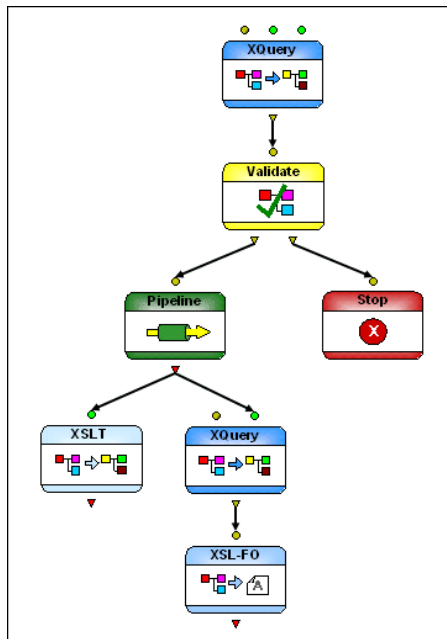 XQuery
Validate
Pipeline
Stop
X
XSLT
XQuery
XSL-FO
A